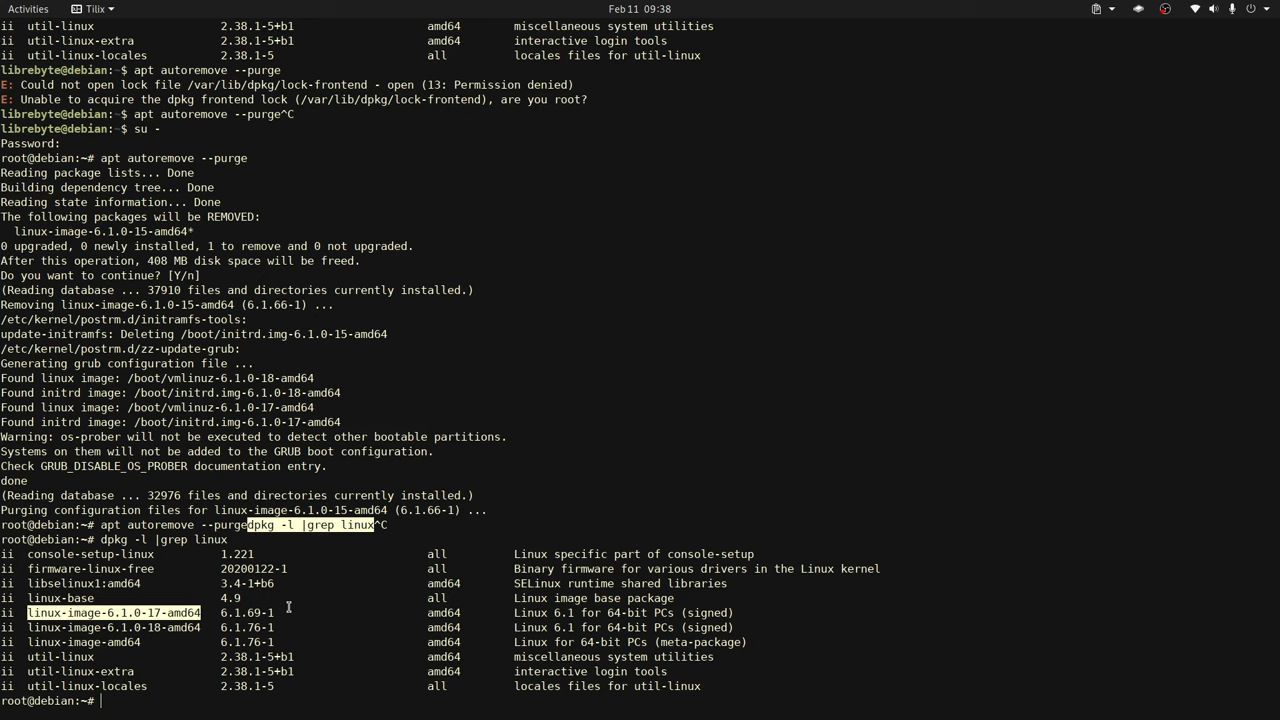 Activities Tilix Feb 11 09:38
ii util-linux 2.38.1-5+b1 amd64 miscellaneous system utilities
ii util-linux-extra 2.38.1-5+b1 amd64 interactive login tools
ii util-linux-locales 2.38.1-5 all locales files for util-linux
librebyte@debian:~$ apt autoremove --purge
E: Could not open lock file /var/lib/dpkg/lock-frontend - open (13: Permission denied)
E: Unable to acquire the dpkg frontend lock (/var/lib/dpkg/lock-frontend), are you root?
librebyte@debian:~$ apt autoremove --purge^C
librebyte@debian:~$ su -
Password:
root@debian:~# apt autoremove --purge
Reading package lists... Done
Building dependency tree... Done
Reading state information... Done
The following packages will be REMOVED:
linux-image-6.1.0-15-amd64*
0 upgraded, 0 newly installed, 1 to remove and 0 not upgraded.
After this operation, 408 MB disk space will be freed.
Do you want to continue? [Y/n]
(Reading database ... 37910 files and directories currently installed.)
Removing linux-image-6.1.0-15-amd64 (6.1.66-1) ...
/etc/kernel/postrm.d/initramfs-tools:
update-initramfs: Deleting /boot/initrd.img-6.1.0-15-amd64
/etc/kernel/postrm.d/zz-update-grub:
Generating grub configuration file ...
Found linux image: /boot/vmlinuz-6.1.0-18-amd64
Found initrd image: /boot/initrd.img-6.1.0-18-amd64
Found linux image: /boot/vmlinuz-6.1.0-17-amd64
Found initrd image: /boot/initrd.img-6.1.0-17-amd64
Warning: os-prober will not be executed to detect other bootable partitions.
Systems on them will not be added to the GRUB boot configuration.
Check GRUB_DISABLE_OS_PROBER documentation entry.
done
(Reading database ... 32976 files and directories currently installed.)
Purging configuration files for linux-image-6.1.0-15-amd64 (6.1.66-1) ...
root@debian:~# apt autoremove --purgedpkg -l |grep linux^C
root@debian:~# dpkg -l |grep linux
ii console-setup-linux 1.221 all Linux specific part of console-setup
ii firmware-linux-free 20200122-1 all Binary firmware for various drivers in the Linux kernel
ii libselinux1:amd64 3.4-1+b6 amd64 SELinux runtime shared libraries
ii linux-base 4.9 all Linux image base package
ii linux-image-6.1.0-17-amd64 6.1.69-1 amd64 Linux 6.1 for 64-bit PCs (signed)
ii linux-image-6.1.0-18-amd64 6.1.76-1 amd64 Linux 6.1 for 64-bit PCs (signed)
ii linux-image-amd64 6.1.76-1 amd64 Linux for 64-bit PCs (meta-package)
ii util-linux 2.38.1-5+b1 amd64 miscellaneous system utilities
ii util-linux-extra 2.38.1-5+b1 amd64 interactive login tools
ii util-linux-locales 2.38.1-5 all locales files for util-linux
root@debian:~#